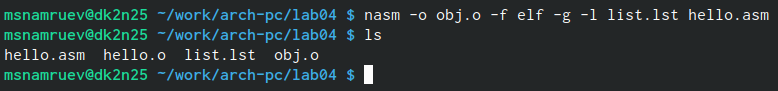 msnamruev@dk2n25 ~/work/arch-pc/lab04 $ nasm -o obj.o -f elf -g -l list.lst hello.asm
msnamruev@dk2n25 ~/work/arch-pc/lab04 $ ls
hello.asm  hello.o  list.lst  obj.o
msnamruev@dk2n25 ~/work/arch-pc/lab04 $